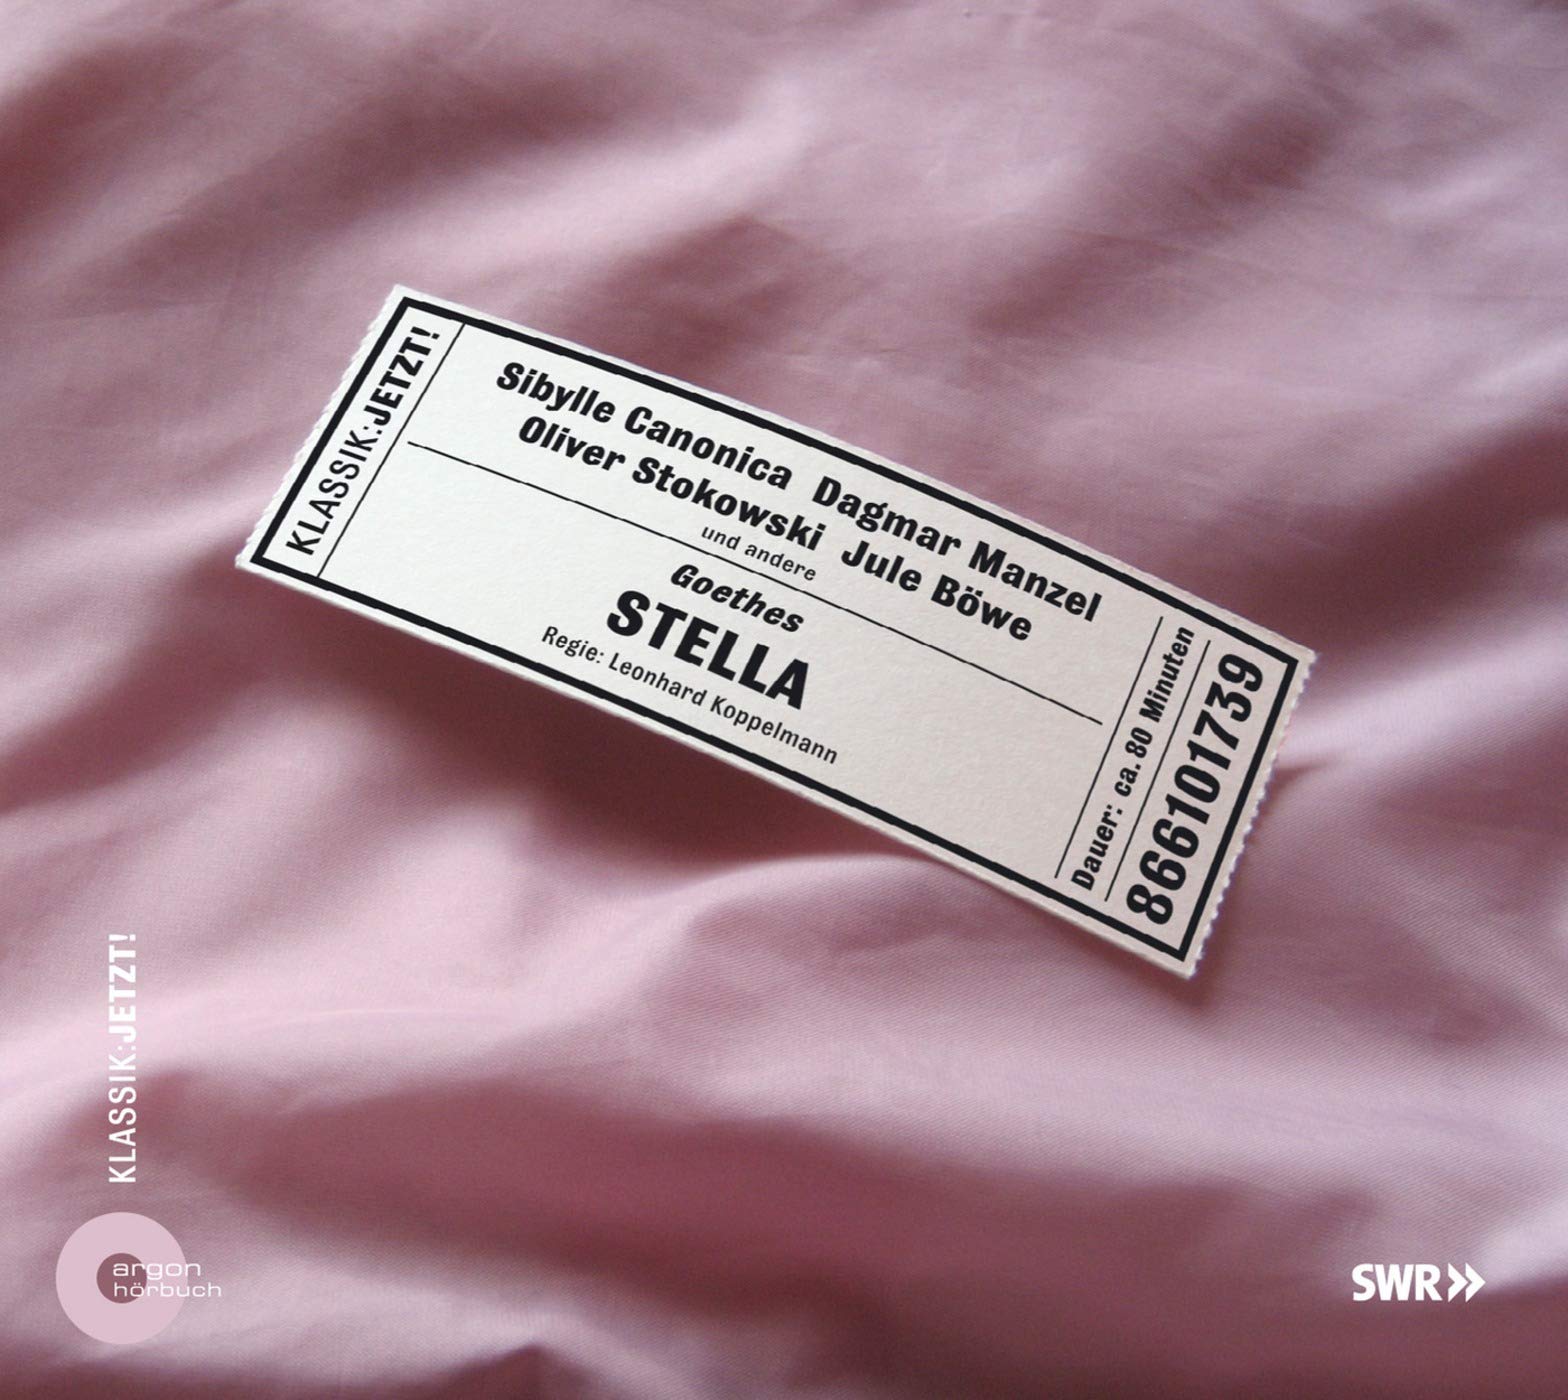 KLASSIK:JETZT!
Sibylle Canonica  Dagmar Manzel
Oliver Stokowski  Jule Böwe
und andere
Goethes
STELLA
Regie: Leonhard Koppelmann
Dauer: ca. 80 Minuten
866101739
KLASSIK:JETZT!
argon
hörbuch
SWR»